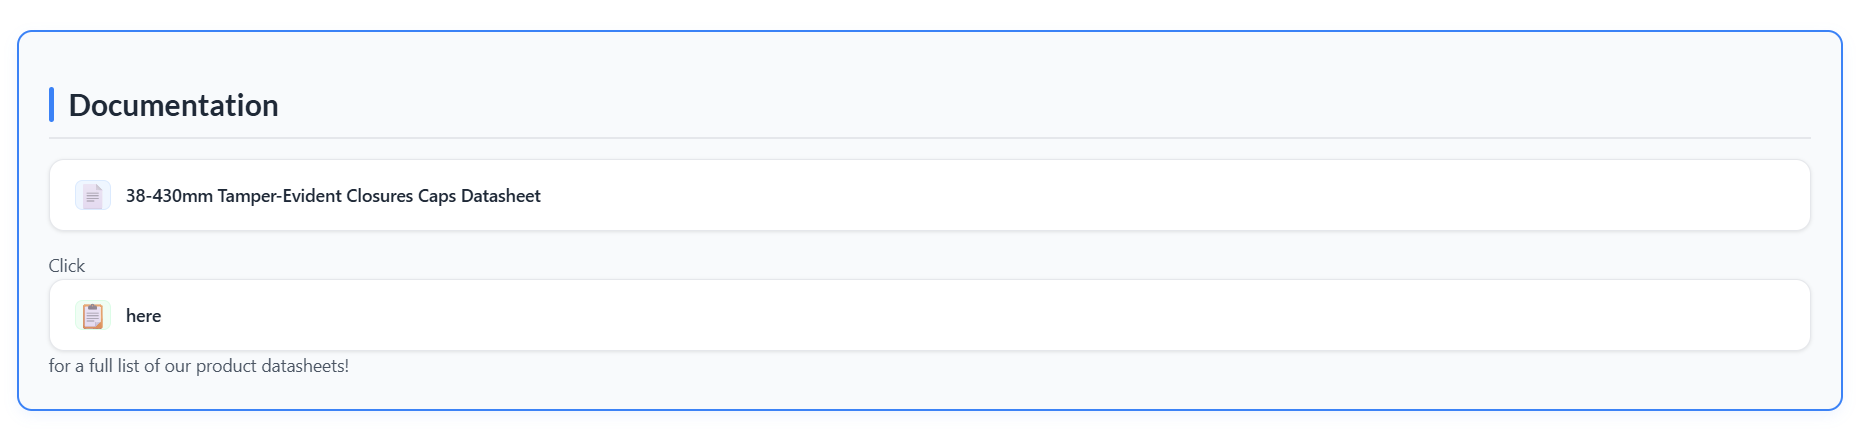 Documentation
38-430mm Tamper-Evident Closures Caps Datasheet
Click
here
for a full list of our product datasheets!